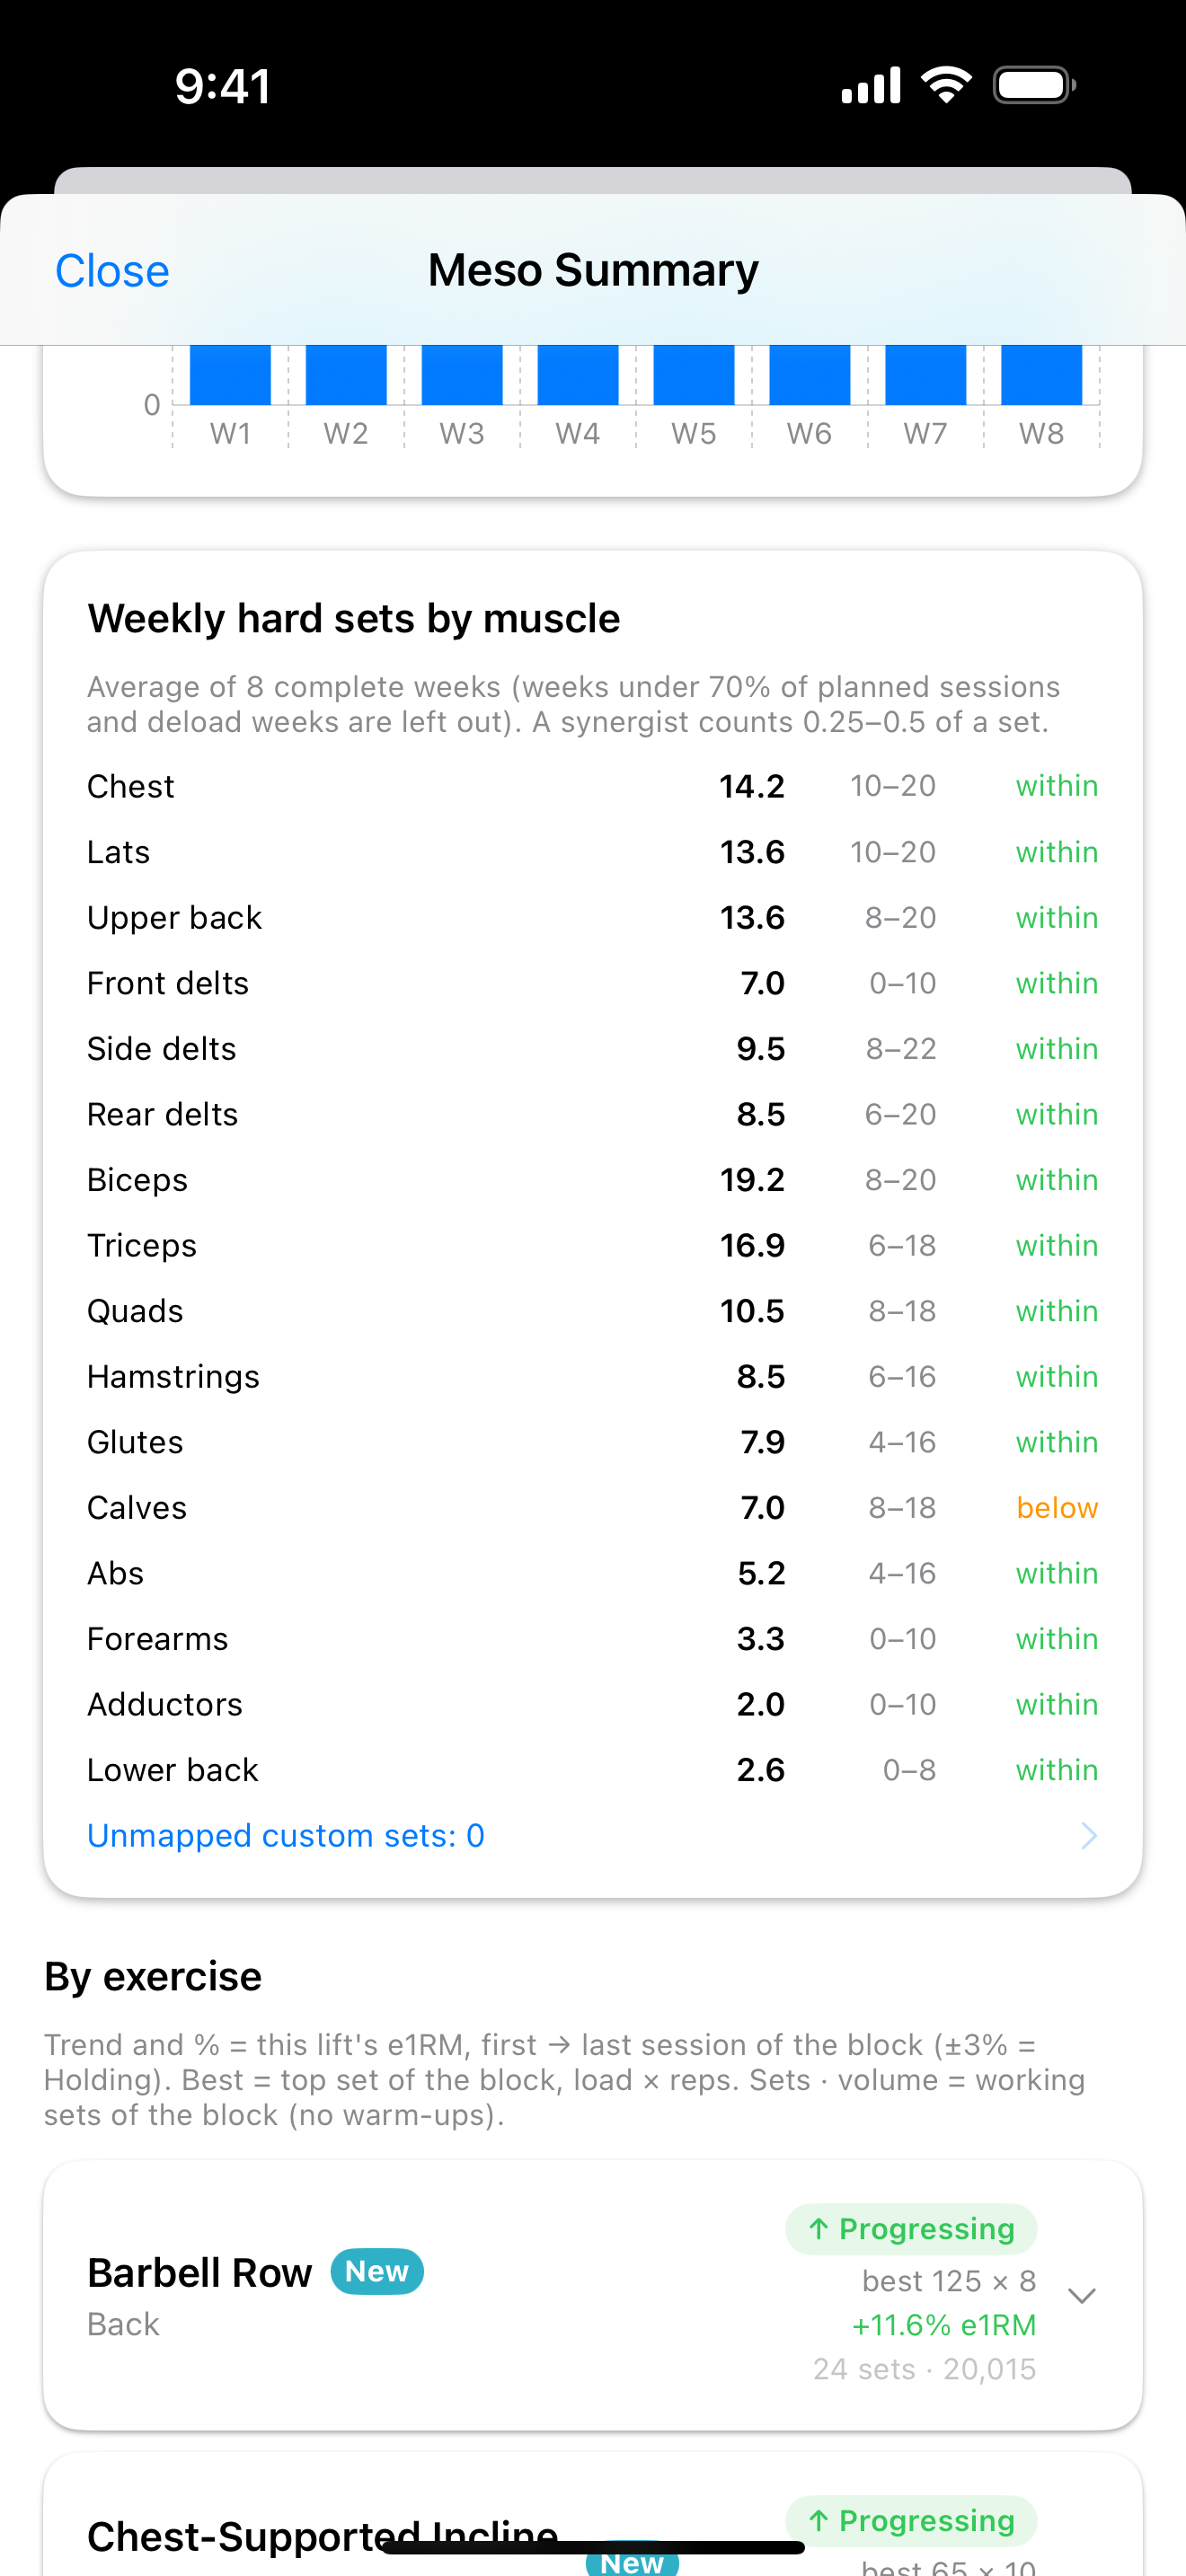 9:41
Close
Meso Summary
0
W1 W2 W3 W4 W5 W6 W7 W8
Weekly hard sets by muscle
Average of 8 complete weeks (weeks under 70% of planned sessions
and deload weeks are left out). A synergist counts 0.25–0.5 of a set.
Chest 14.2 10–20 within
Lats 13.6 10–20 within
Upper back 13.6 8–20 within
Front delts 7.0 0–10 within
Side delts 9.5 8–22 within
Rear delts 8.5 6–20 within
Biceps 19.2 8–20 within
Triceps 16.9 6–18 within
Quads 10.5 8–18 within
Hamstrings 8.5 6–16 within
Glutes 7.9 4–16 within
Calves 7.0 8–18 below
Abs 5.2 4–16 within
Forearms 3.3 0–10 within
Adductors 2.0 0–10 within
Lower back 2.6 0–8 within
Unmapped custom sets: 0
By exercise
Trend and % = this lift's e1RM, first → last session of the block (±3% =
Holding). Best = top set of the block, load × reps. Sets · volume = working
sets of the block (no warm-ups).
Barbell Row New
Back
↑ Progressing
best 125 × 8
+11.6% e1RM
24 sets · 20,015
Chest-Supported Incline
New
↑ Progressing
best 65 × 10